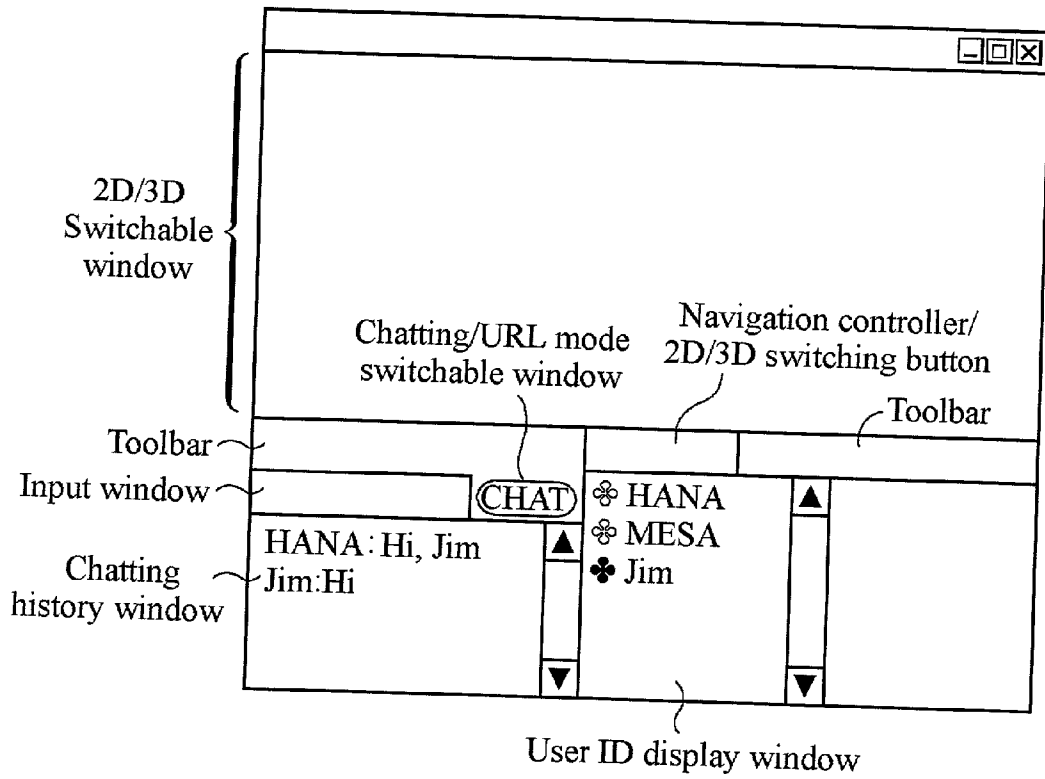 2D/3D
Switchable
window
Chatting/URL mode
switchable window
Navigation controller/
2D/3D switching button
Toolbar
Toolbar
Input window
CHAT
HANA
MESA
Jim
HANA:Hi, Jim
Jim:Hi
Chatting
history window
User ID display window